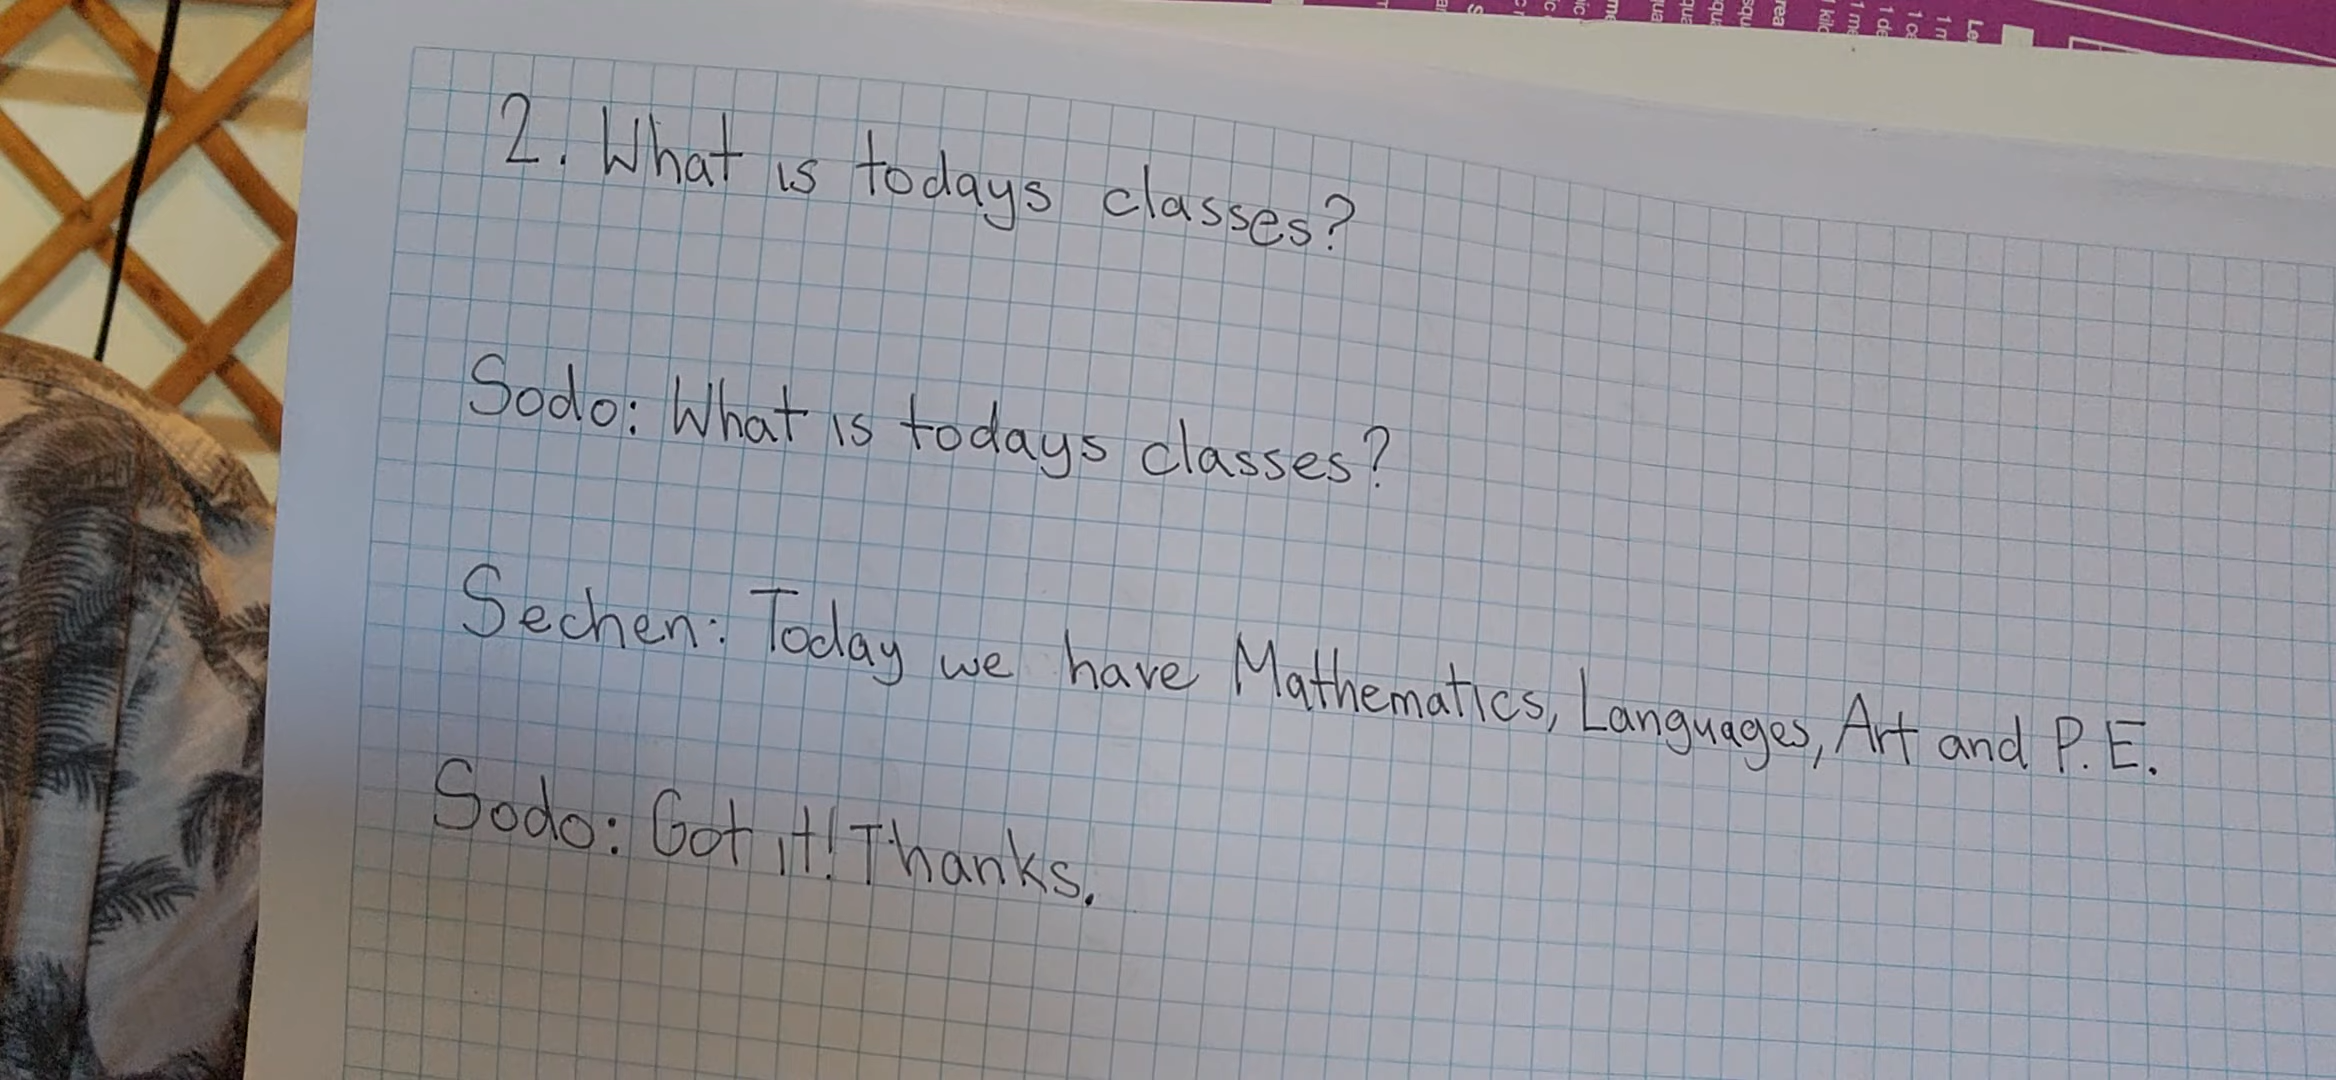 2. What is todays classes?
Sodo: What is todays classes?
Sechen: Today we have Mathematics, Languages, Art and P.E.
Sodo: Got it! Thanks.